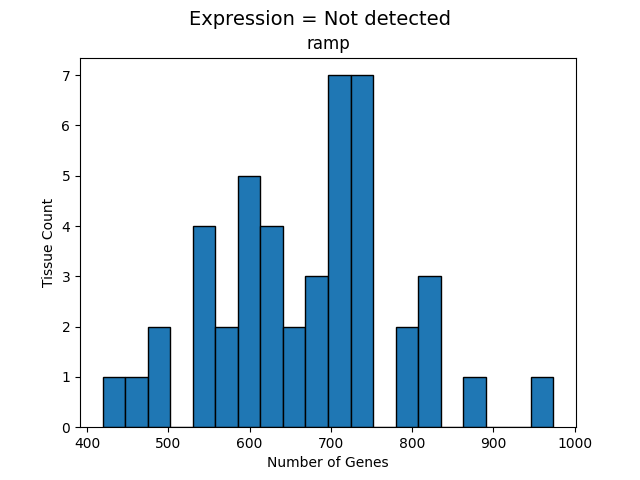 Expression = Not detected
ramp
7
6
5
4
3
2
1
0
Tissue Count
400 500 600 700 800 900 1000
Number of Genes